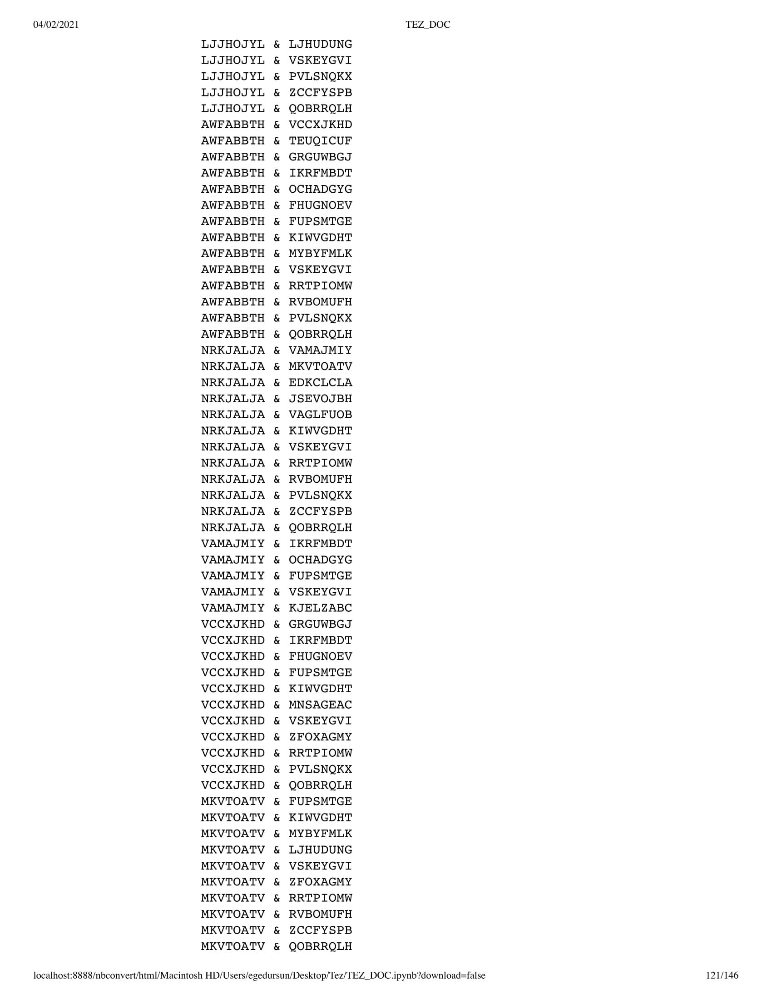 04/02/2021 TEZ_DOC
LJJHOJYL & LJHUDUNG
LJJHOJYL & VSKEYGVI
LJJHOJYL & PVLSNQKX
LJJHOJYL & ZCCFYSPB
LJJHOJYL & QOBRRQLH
AWFABBTH & VCCXJKHD
AWFABBTH & TEUQICUF
AWFABBTH & GRGUWBGJ
AWFABBTH & IKRFMBDT
AWFABBTH & OCHADGYG
AWFABBTH & FHUGNOEV
AWFABBTH & FUPSMTGE
AWFABBTH & KIWVGDHT
AWFABBTH & MYBYFMLK
AWFABBTH & VSKEYGVI
AWFABBTH & RRTPIOMW
AWFABBTH & RVBOMUFH
AWFABBTH & PVLSNQKX
AWFABBTH & QOBRRQLH
NRKJALJA & VAMAJMIY
NRKJALJA & MKVTOATV
NRKJALJA & EDKCLCLA
NRKJALJA & JSEVOJBH
NRKJALJA & VAGLFUOB
NRKJALJA & KIWVGDHT
NRKJALJA & VSKEYGVI
NRKJALJA & RRTPIOMW
NRKJALJA & RVBOMUFH
NRKJALJA & PVLSNQKX
NRKJALJA & ZCCFYSPB
NRKJALJA & QOBRRQLH
VAMAJMIY & IKRFMBDT
VAMAJMIY & OCHADGYG
VAMAJMIY & FUPSMTGE
VAMAJMIY & VSKEYGVI
VAMAJMIY & KJELZABC
VCCXJKHD & GRGUWBGJ
VCCXJKHD & IKRFMBDT
VCCXJKHD & FHUGNOEV
VCCXJKHD & FUPSMTGE
VCCXJKHD & KIWVGDHT
VCCXJKHD & MNSAGEAC
VCCXJKHD & VSKEYGVI
VCCXJKHD & ZFOXAGMY
VCCXJKHD & RRTPIOMW
VCCXJKHD & PVLSNQKX
VCCXJKHD & QOBRRQLH
MKVTOATV & FUPSMTGE
MKVTOATV & KIWVGDHT
MKVTOATV & MYBYFMLK
MKVTOATV & LJHUDUNG
MKVTOATV & VSKEYGVI
MKVTOATV & ZFOXAGMY
MKVTOATV & RRTPIOMW
MKVTOATV & RVBOMUFH
MKVTOATV & ZCCFYSPB
MKVTOATV & QOBRRQLH
localhost:8888/nbconvert/html/Macintosh HD/Users/egedursun/Desktop/Tez/TEZ_DOC.ipynb?download=false 121/146